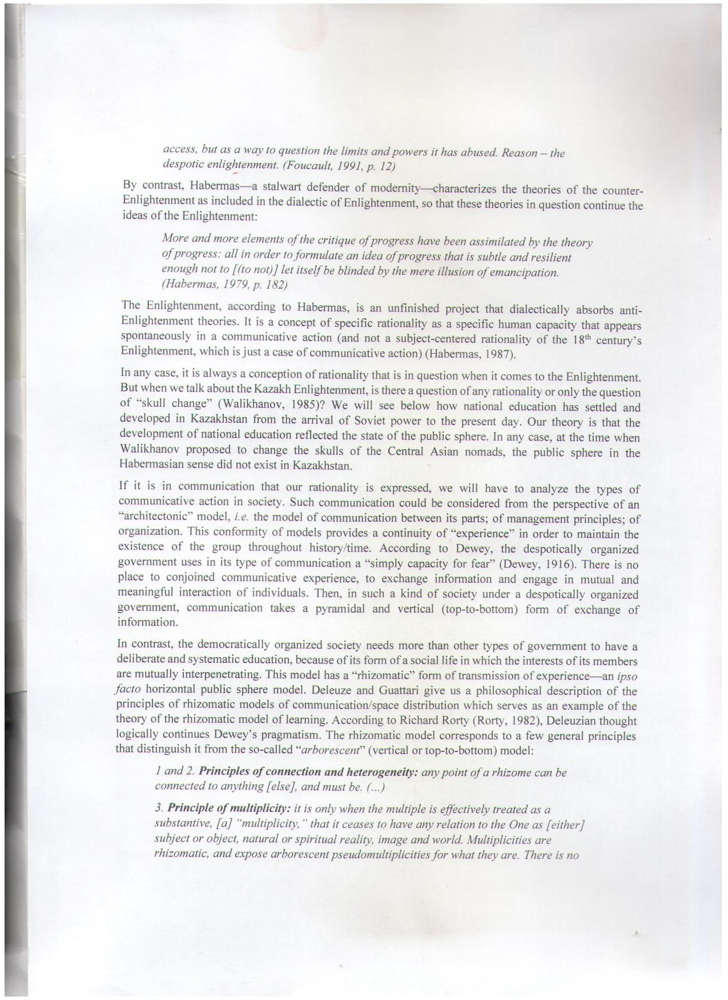 access, but as a way to question the limits and powers it has abused. Reason – the
despotic enlightenment. (Foucault, 1991, p. 12)
By contrast, Habermas—a stalwart defender of modernity—characterizes the theories of the counter-
Enlightenment as included in the dialectic of Enlightenment, so that these theories in question continue the
ideas of the Enlightenment:
More and more elements of the critique of progress have been assimilated by the theory
of progress: all in order to formulate an idea of progress that is subtle and resilient
enough not to [(to not)] let itself be blinded by the mere illusion of emancipation.
(Habermas, 1979, p. 182)
The Enlightenment, according to Habermas, is an unfinished project that dialectically absorbs anti-
Enlightenment theories. It is a concept of specific rationality as a specific human capacity that appears
spontaneously in a communicative action (and not a subject-centered rationality of the 18th century’s
Enlightenment, which is just a case of communicative action) (Habermas, 1987).
In any case, it is always a conception of rationality that is in question when it comes to the Enlightenment.
But when we talk about the Kazakh Enlightenment, is there a question of any rationality or only the question
of “skull change” (Walikhanov, 1985)? We will see below how national education has settled and
developed in Kazakhstan from the arrival of Soviet power to the present day. Our theory is that the
development of national education reflected the state of the public sphere. In any case, at the time when
Walikhanov proposed to change the skulls of the Central Asian nomads, the public sphere in the
Habermasian sense did not exist in Kazakhstan.
If it is in communication that our rationality is expressed, we will have to analyze the types of
communicative action in society. Such communication could be considered from the perspective of an
“architectonic” model, i.e. the model of communication between its parts; of management principles; of
organization. This conformity of models provides a continuity of “experience” in order to maintain the
existence of the group throughout history/time. According to Dewey, the despotically organized
government uses in its type of communication a “simply capacity for fear” (Dewey, 1916). There is no
place to conjoined communicative experience, to exchange information and engage in mutual and
meaningful interaction of individuals. Then, in such a kind of society under a despotically organized
government, communication takes a pyramidal and vertical (top-to-bottom) form of exchange of
information.
In contrast, the democratically organized society needs more than other types of government to have a
deliberate and systematic education, because of its form of a social life in which the interests of its members
are mutually interpenetrating. This model has a “rhizomatic” form of transmission of experience—an ipso
facto horizontal public sphere model. Deleuze and Guattari give us a philosophical description of the
principles of rhizomatic models of communication/space distribution which serves as an example of the
theory of the rhizomatic model of learning. According to Richard Rorty (Rorty, 1982), Deleuzian thought
logically continues Dewey’s pragmatism. The rhizomatic model corresponds to a few general principles
that distinguish it from the so-called “arborescent” (vertical or top-to-bottom) model:
1 and 2. Principles of connection and heterogeneity: any point of a rhizome can be
connected to anything [else], and must be. (...)
3. Principle of multiplicity: it is only when the multiple is effectively treated as a
substantive, [a] “multiplicity,” that it ceases to have any relation to the One as [either]
subject or object, natural or spiritual reality, image and world. Multiplicities are
rhizomatic, and expose arborescent pseudomultiplicities for what they are. There is no